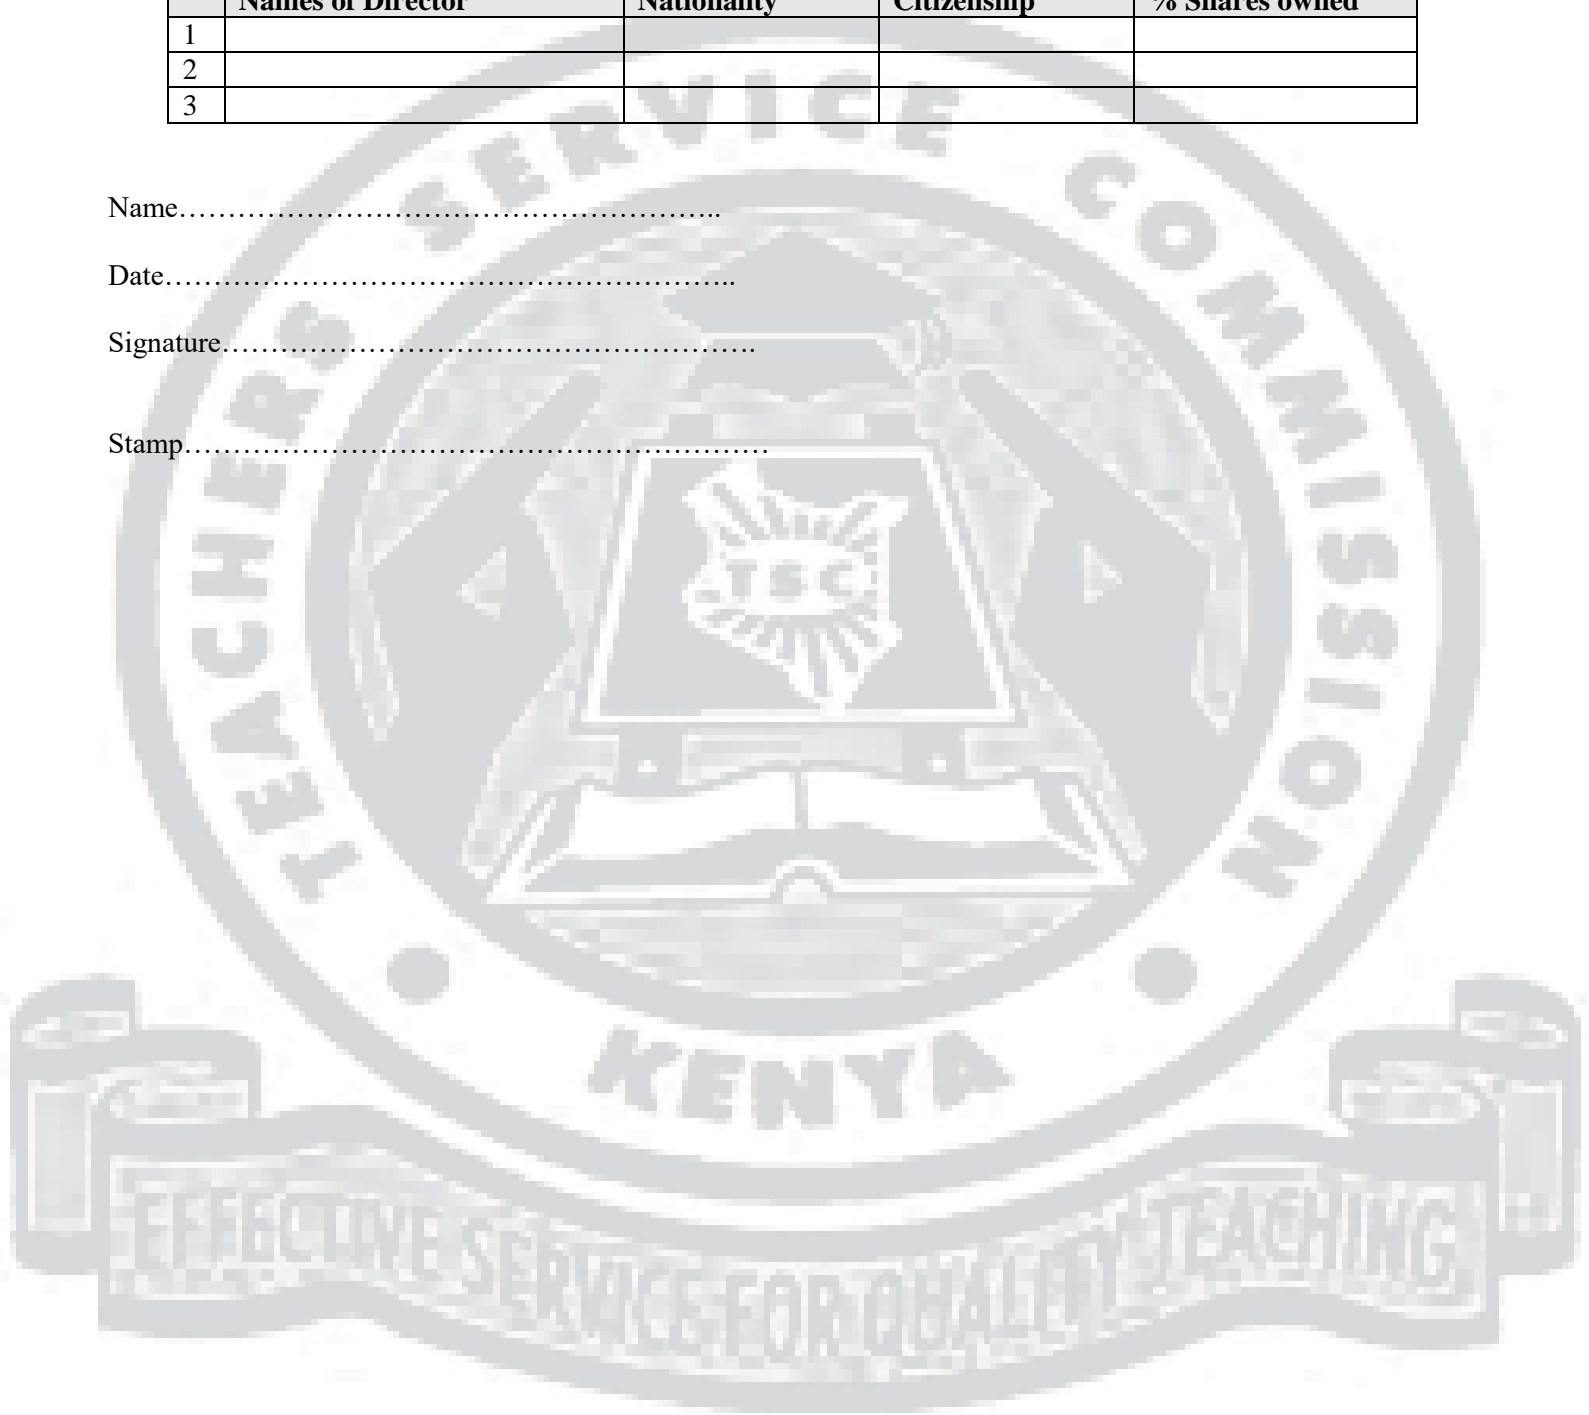 Names of Director Nationality Citizenship % Shares owned
1
2
3
Name…………………………………………………..
Date…………………………………………………..
Signature……………………………………………….
Stamp……………………………………………………
TEACHERS SERVICE COMMISSION
TSC
KENYA
EFFECTIVE SERVICE FOR QUALITY TEACHING